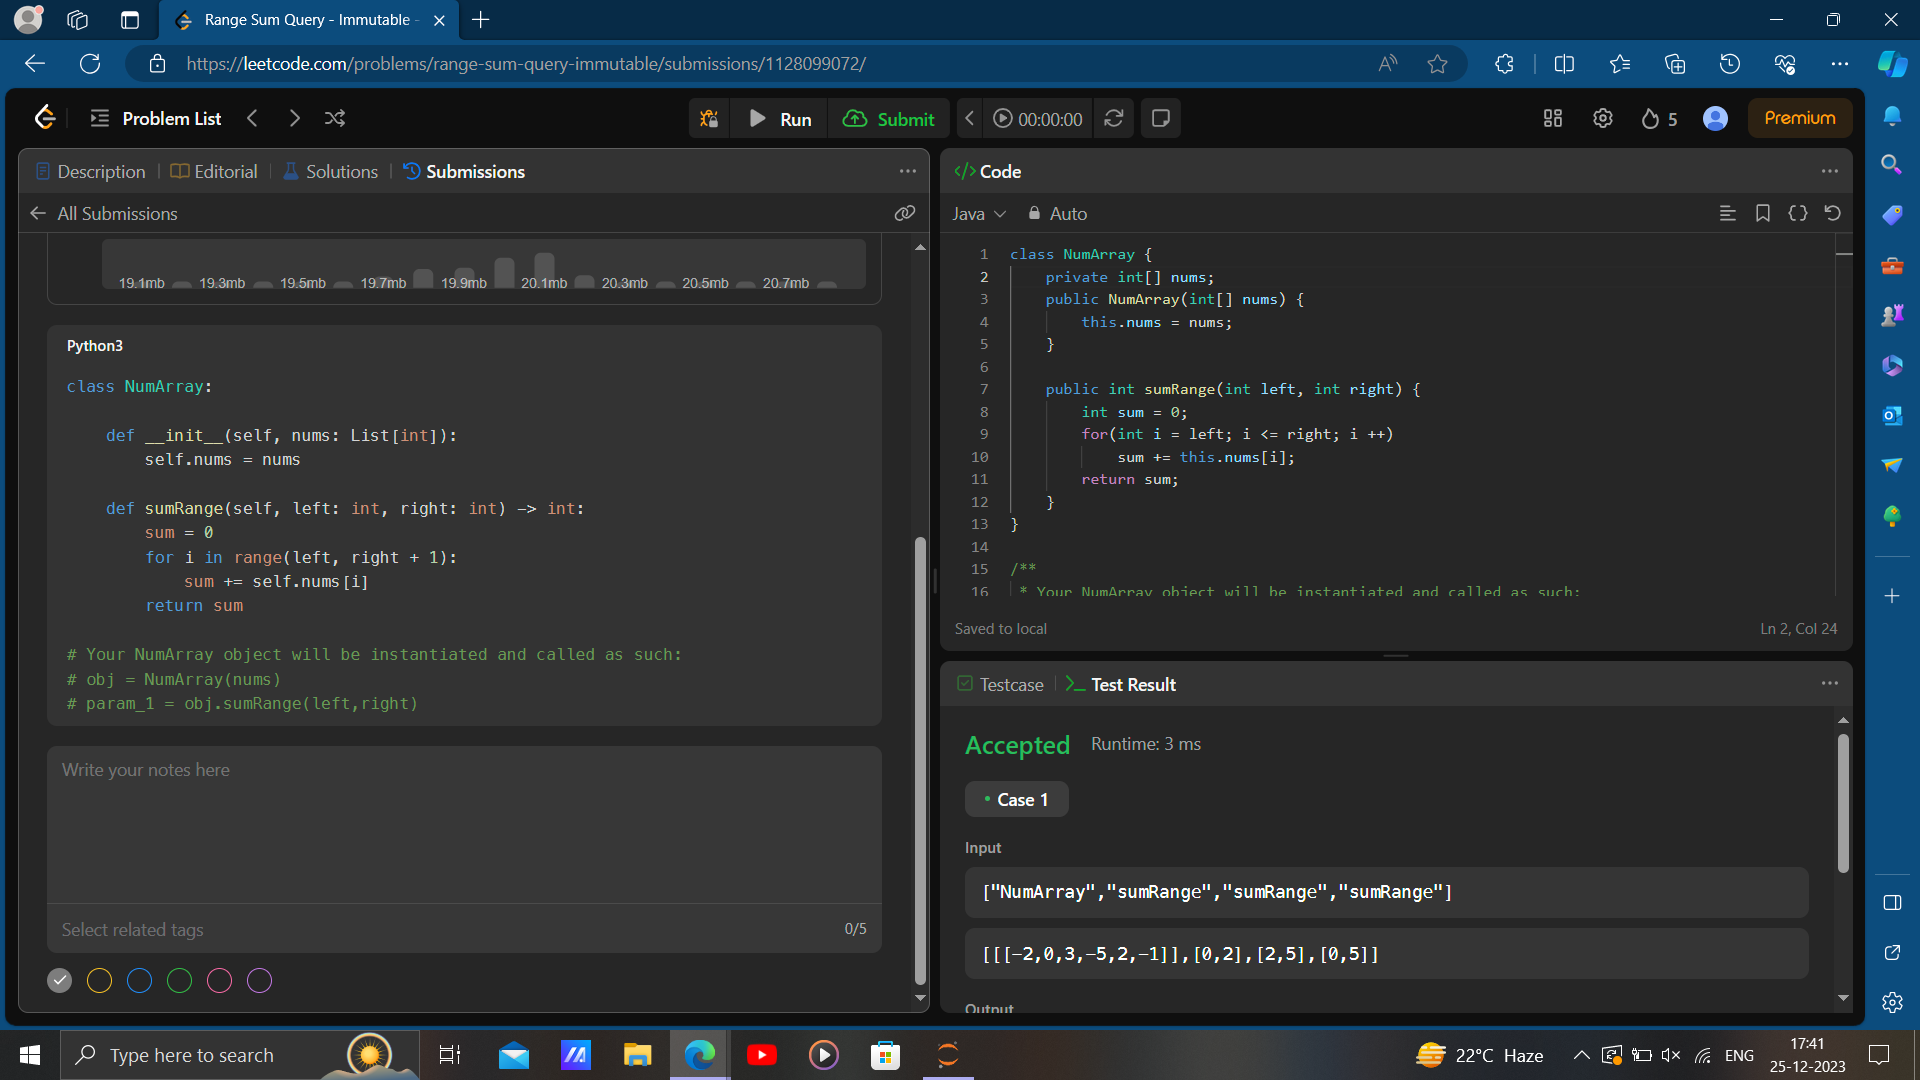 Range Sum Query - Immutable -
https://leetcode.com/problems/range-sum-query-immutable/submissions/1128099072/
Problem List
Run
Submit
00:00:00
5
Premium
Description
Editorial
Solutions
Submissions
All Submissions
19.1mb
19.3mb
19.5mb
19.7mb
19.9mb
20.1mb
20.3mb
20.5mb
20.7mb
Python3
class NumArray:
def __init__(self, nums: List[int]):
self.nums = nums
def sumRange(self, left: int, right: int) -> int:
sum = 0
for i in range(left, right + 1):
sum += self.nums[i]
return sum
# Your NumArray object will be instantiated and called as such:
# obj = NumArray(nums)
# param_1 = obj.sumRange(left,right)
Write your notes here
Select related tags
0/5
</> Code
Java
Auto
1 class NumArray {
2 private int[] nums;
3 public NumArray(int[] nums) {
4 this.nums = nums;
5 }
6
7 public int sumRange(int left, int right) {
8 int sum = 0;
9 for(int i = left; i <= right; i ++)
10 sum += this.nums[i];
11 return sum;
12 }
13 }
14
15 /**
16 * Your NumArray object will be instantiated and called as such:
Saved to local
Ln 2, Col 24
Testcase
Test Result
Accepted
Runtime: 3 ms
Case 1
Input
["NumArray","sumRange","sumRange","sumRange"]
[[[-2,0,3,-5,2,-1]],[0,2],[2,5],[0,5]]
Output
Type here to search
22°C Haze
ENG
17:41
25-12-2023